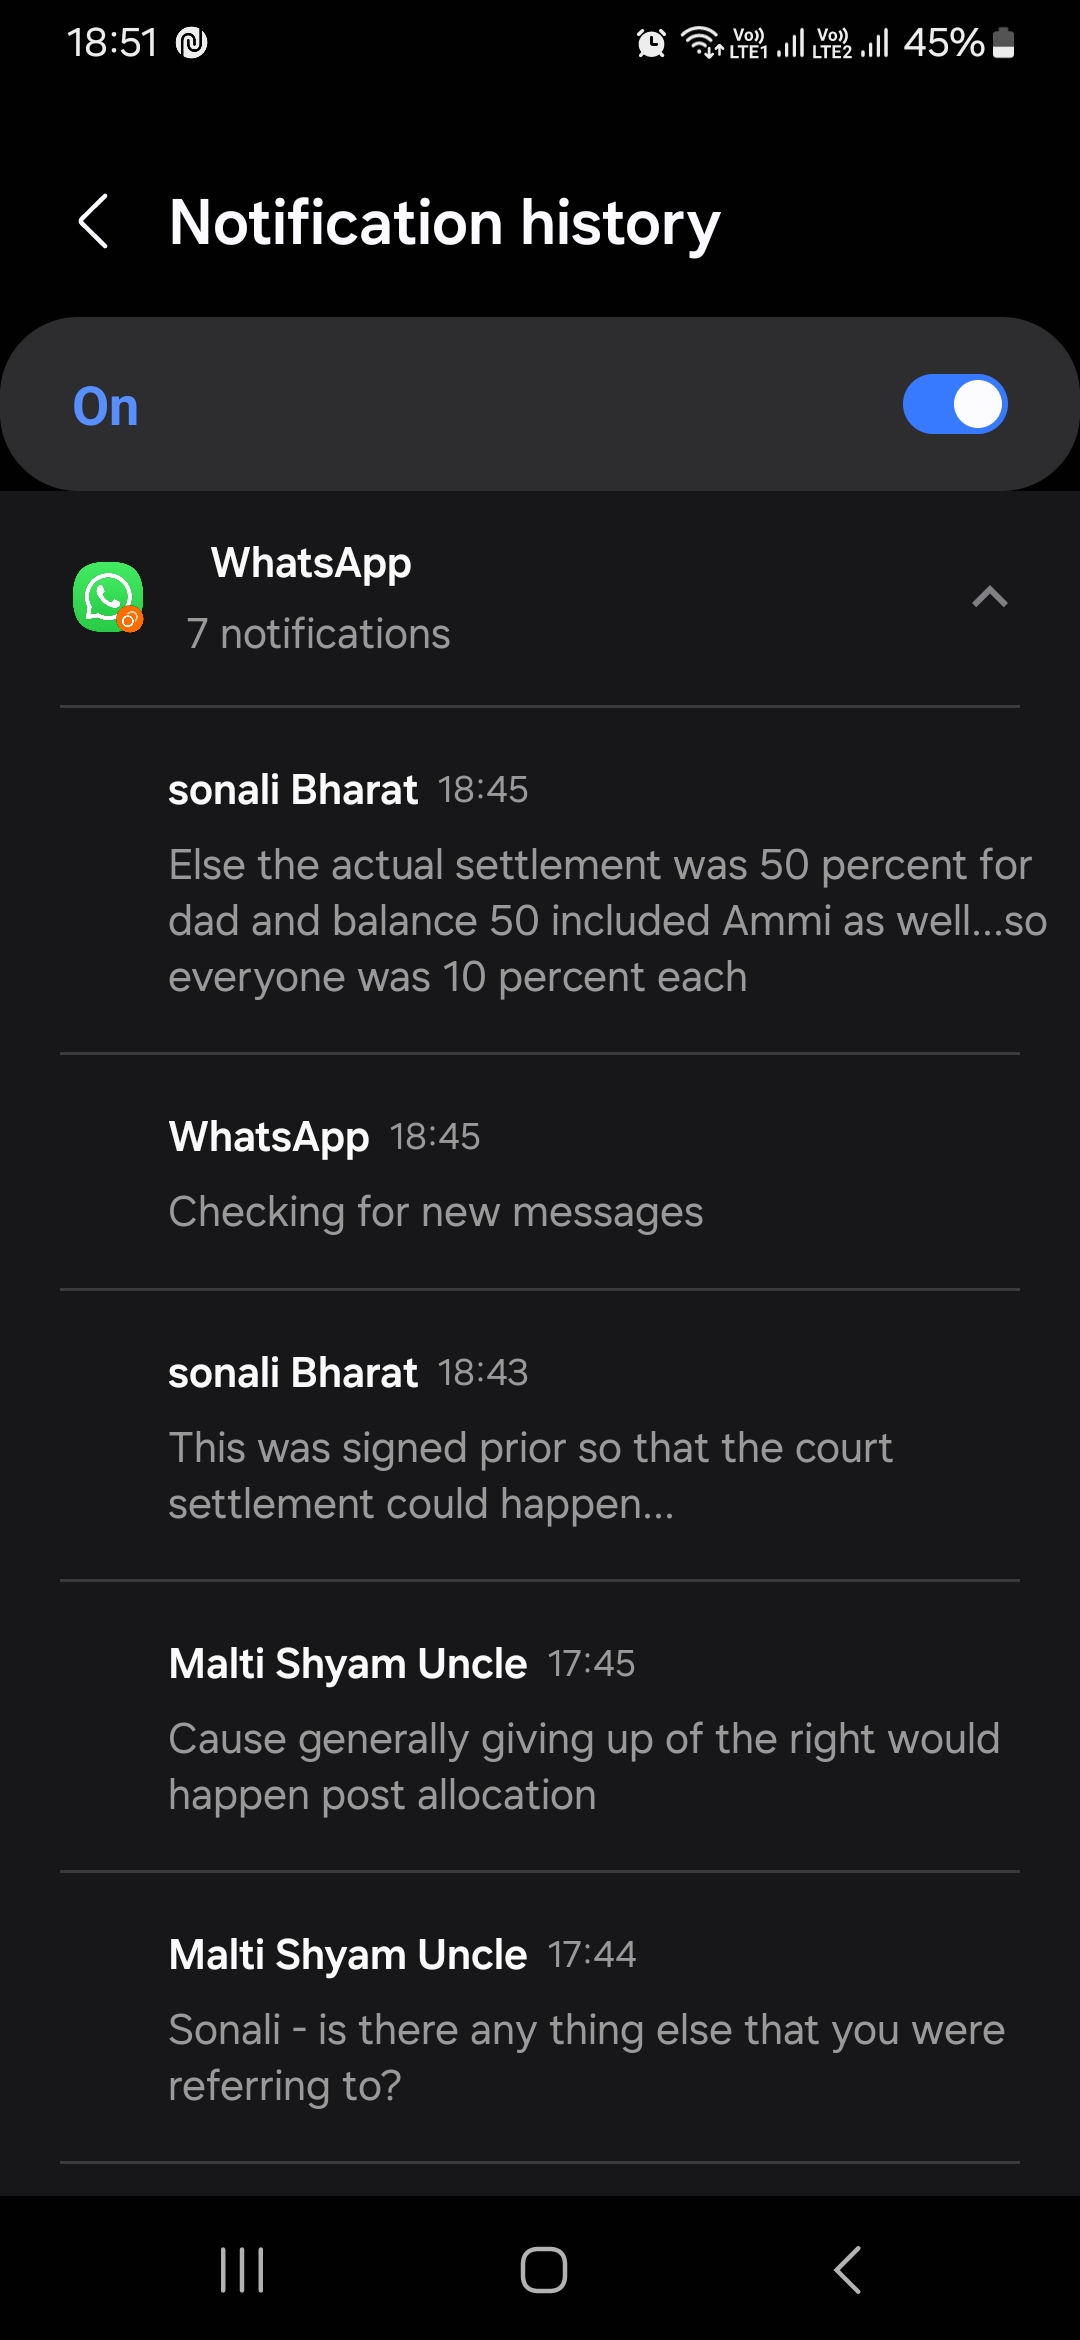 18:51
Vo)) LTE1 Vo)) LTE2 45%
Notification history
On
WhatsApp
7 notifications
sonali Bharat 18:45
Else the actual settlement was 50 percent for
dad and balance 50 included Ammi as well...so
everyone was 10 percent each
WhatsApp 18:45
Checking for new messages
sonali Bharat 18:43
This was signed prior so that the court
settlement could happen...
Malti Shyam Uncle 17:45
Cause generally giving up of the right would
happen post allocation
Malti Shyam Uncle 17:44
Sonali - is there any thing else that you were
referring to?